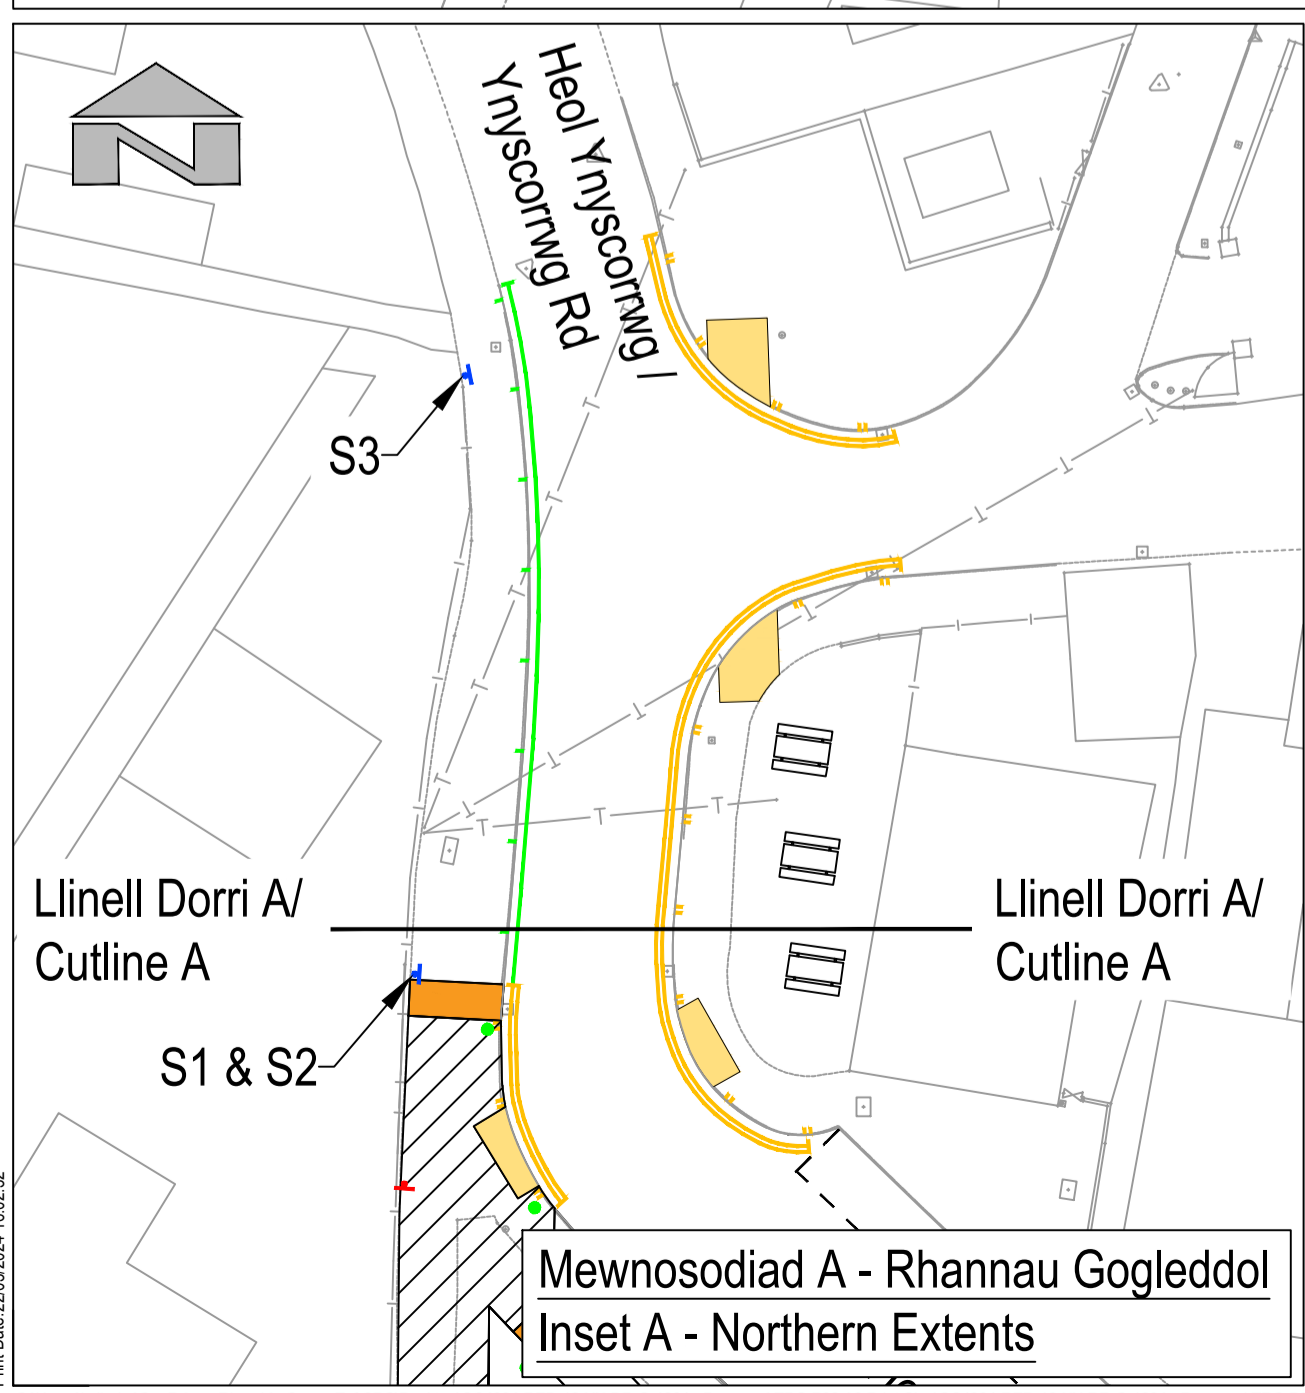 Heol Ynyscorrwg /
Ynyscorrwg Rd
S3
Llinell Dorri A/
Cutline A
Llinell Dorri A/
Cutline A
S1 & S2
Mewnosodiad A - Rhannau Gogleddol
Inset A - Northern Extents